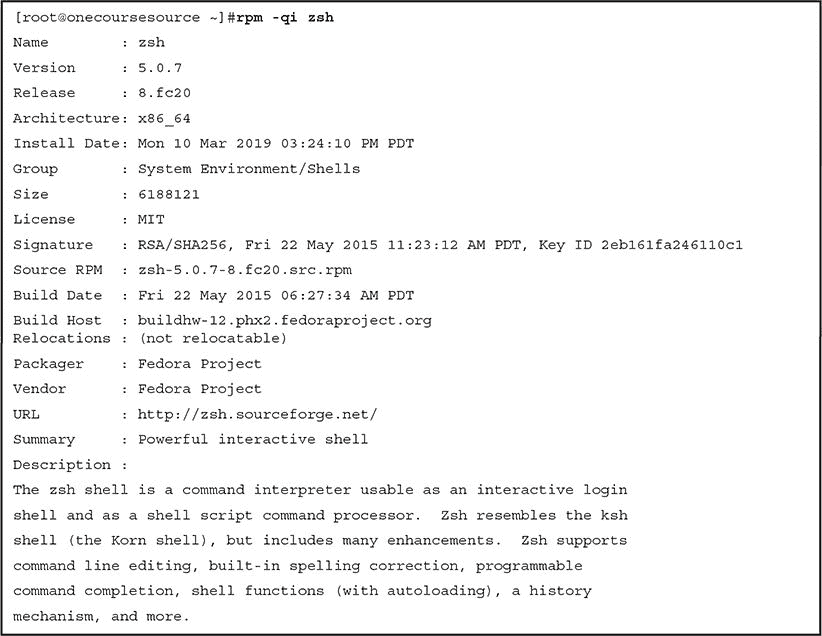 [root@onecoursesource ~]#rpm -qi zsh
Name        : zsh
Version     : 5.0.7
Release     : 8.fc20
Architecture: x86_64
Install Date: Mon 10 Mar 2019 03:24:10 PM PDT
Group       : System Environment/Shells
Size        : 6188121
License     : MIT
Signature   : RSA/SHA256, Fri 22 May 2015 11:23:12 AM PDT, Key ID 2eb161fa246110c1
Source RPM  : zsh-5.0.7-8.fc20.src.rpm
Build Date  : Fri 22 May 2015 06:27:34 AM PDT
Build Host  : buildhw-12.phx2.fedoraproject.org
Relocations : (not relocatable)
Packager    : Fedora Project
Vendor      : Fedora Project
URL         : http://zsh.sourceforge.net/
Summary     : Powerful interactive shell
Description :
The zsh shell is a command interpreter usable as an interactive login
shell and as a shell script command processor.  Zsh resembles the ksh
shell (the Korn shell), but includes many enhancements.  Zsh supports
command line editing, built-in spelling correction, programmable
command completion, shell functions (with autoloading), a history
mechanism, and more.